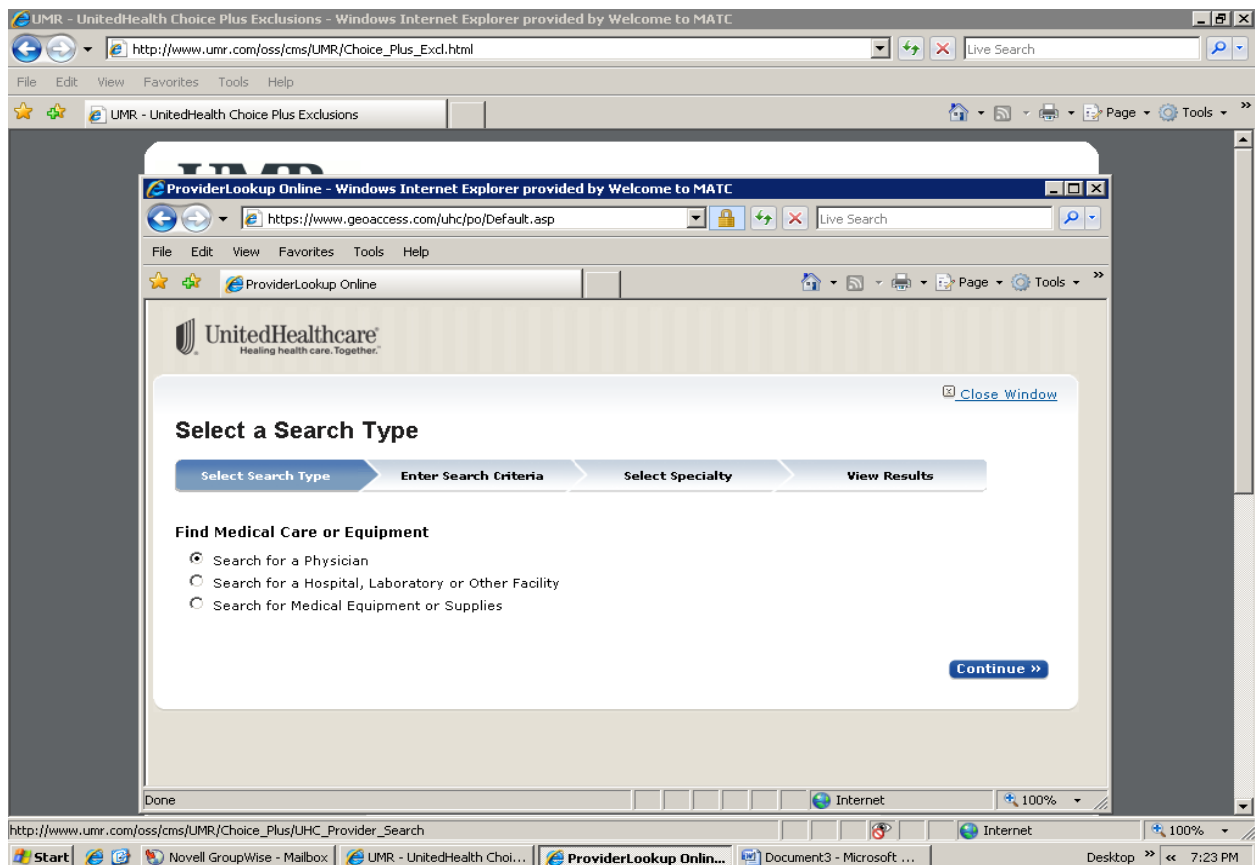 UMR - UnitedHealth Choice Plus Exclusions - Windows Internet Explorer provided by Welcome to MATC
http://www.umr.com/oss/cms/UMR/Choice_Plus_Excl.html Live Search
File Edit View Favorites Tools Help
UMR - UnitedHealth Choice Plus Exclusions Page Tools »
ProviderLookup Online - Windows Internet Explorer provided by Welcome to MATC
https://www.geoaccess.com/uhc/po/Default.asp Live Search
File Edit View Favorites Tools Help
ProviderLookup Online Page Tools »
UnitedHealthcare®
Healing health care. Together.℠
Close Window
Select a Search Type
Select Search Type Enter Search Criteria Select Specialty View Results
Find Medical Care or Equipment
Search for a Physician
Search for a Hospital, Laboratory or Other Facility
Search for Medical Equipment or Supplies
Continue »
Done Internet 100%
http://www.umr.com/oss/cms/UMR/Choice_Plus/UHC_Provider_Search Internet 100%
Start Novell GroupWise - Mailbox UMR - UnitedHealth Choi... ProviderLookup Onlin... Document3 - Microsoft ... Desktop » « 7:23 PM